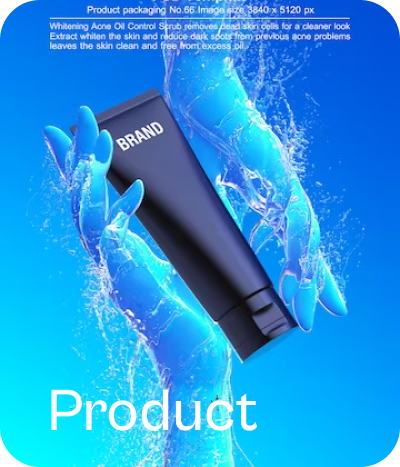 Product packaging No.66 Image size 3840 x 5120 px
Whitening Acne Oil Control Scrub removes dead skin cells for a cleaner look
Extract whiten the skin and reduce dark spots from previous acne problems
leaves the skin clean and free from excess oil.
BRAND
Product